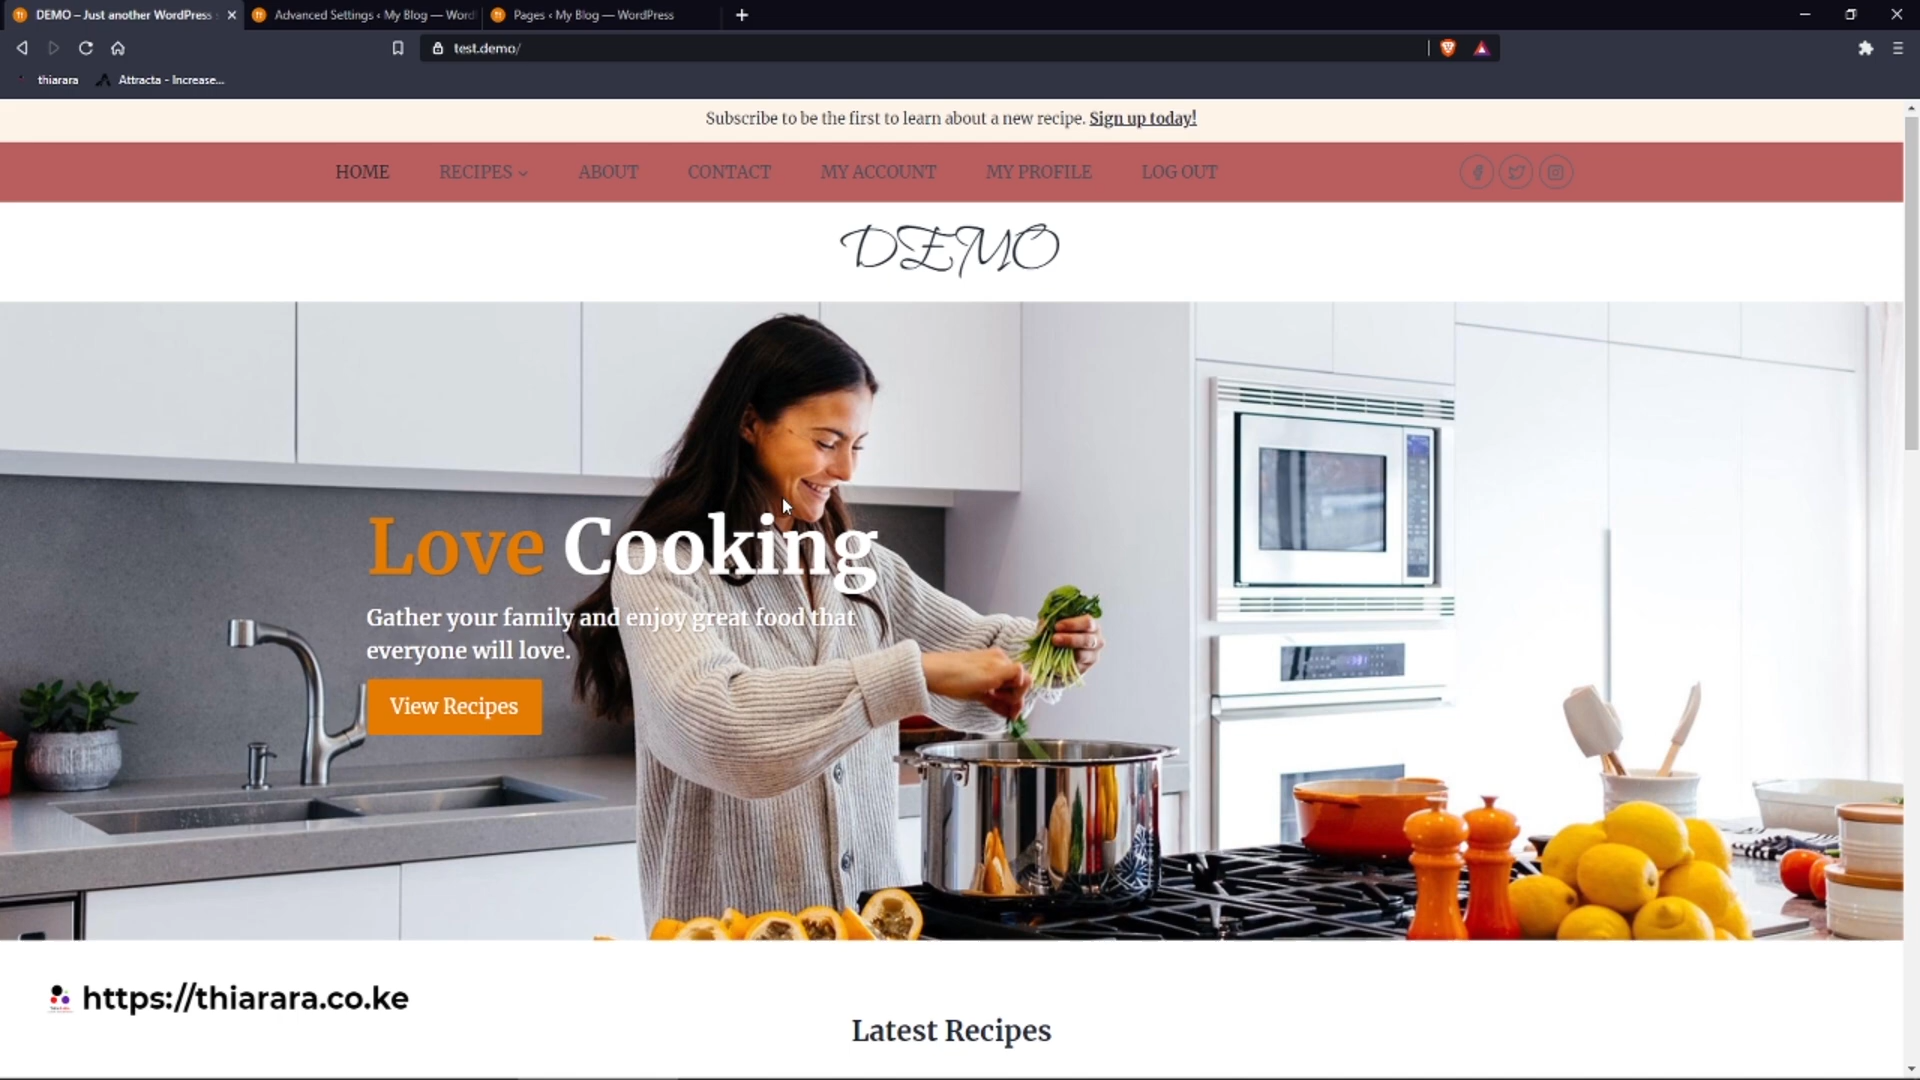 DEMO – Just another WordPress
Advanced Settings ‹ My Blog — Word
Pages ‹ My Blog — WordPress
test.demo/
thiarara
Attracta - Increase...
Subscribe to be the first to learn about a new recipe. Sign up today!
HOME RECIPES ABOUT CONTACT MY ACCOUNT MY PROFILE LOG OUT
DEMO
Love Cooking
Gather your family and enjoy great food that
everyone will love.
View Recipes
https://thiarara.co.ke
Latest Recipes